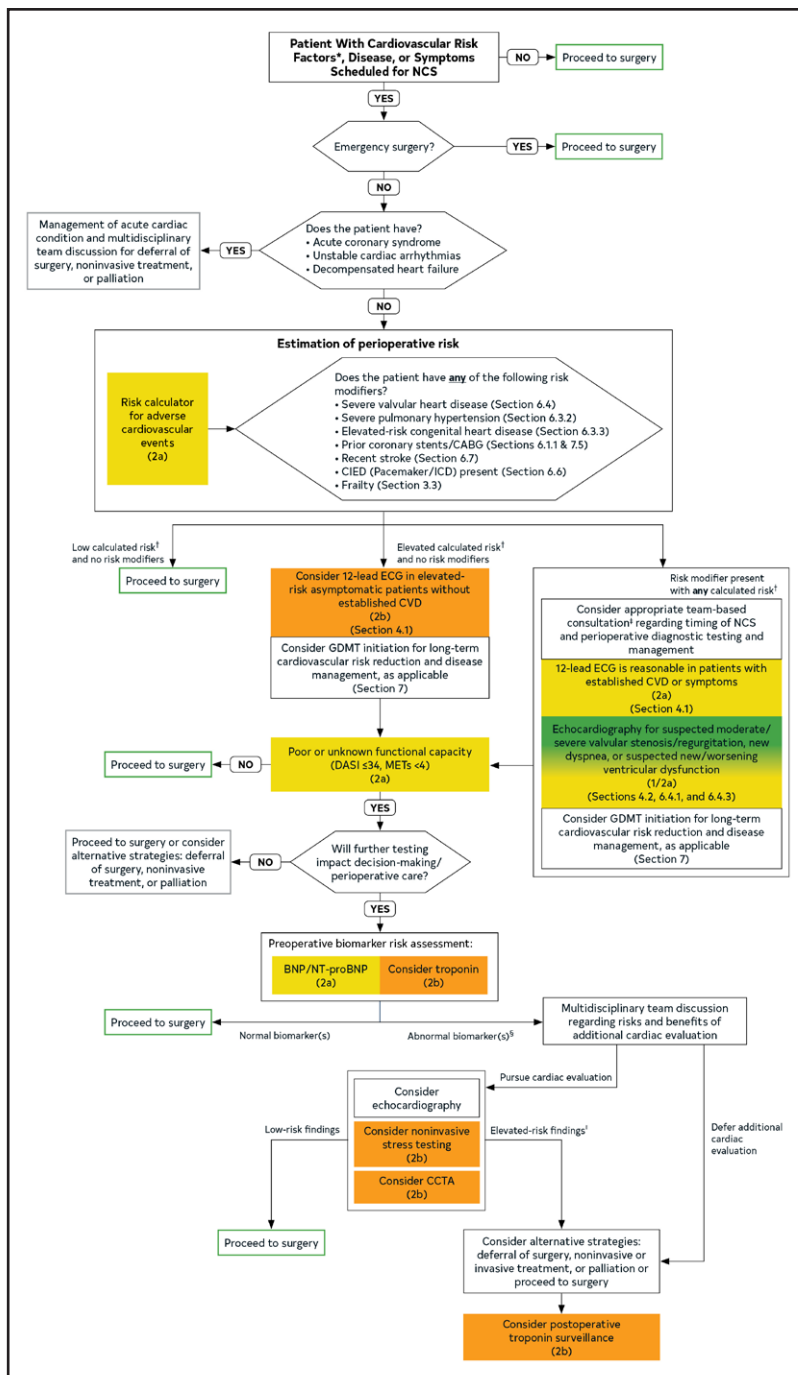 Patient With Cardiovascular Risk
Factors*, Disease, or Symptoms
Scheduled for NCS
NO
Proceed to surgery
YES
Emergency surgery?
YES
Proceed to surgery
NO
Management of acute cardiac
condition and multidisciplinary
team discussion for deferral of
surgery, noninvasive treatment,
or palliation
YES
Does the patient have?
• Acute coronary syndrome
• Unstable cardiac arrhythmias
• Decompensated heart failure
NO
Estimation of perioperative risk
Risk calculator
for adverse
cardiovascular
events
(2a)
Does the patient have any of the following risk
modifiers?
• Severe valvular heart disease (Section 6.4)
• Severe pulmonary hypertension (Section 6.3.2)
• Elevated-risk congenital heart disease (Section 6.3.3)
• Prior coronary stents/CABG (Sections 6.1.1 & 7.5)
• Recent stroke (Section 6.7)
• CIED (Pacemaker/ICD) present (Section 6.6)
• Frailty (Section 3.3)
Low calculated risk†
and no risk modifiers
Proceed to surgery
Elevated calculated risk†
and no risk modifiers
Consider 12-lead ECG in elevated-
risk asymptomatic patients without
established CVD
(2b)
(Section 4.1)
Consider GDMT initiation for long-term
cardiovascular risk reduction and disease
management, as applicable
(Section 7)
Risk modifier present
with any calculated risk†
Consider appropriate team-based
consultation‡ regarding timing of NCS
and perioperative diagnostic testing and
management
12-lead ECG is reasonable in patients with
established CVD or symptoms
(2a)
(Section 4.1)
Echocardiography for suspected moderate/
severe valvular stenosis/regurgitation, new
dyspnea, or suspected new/worsening
ventricular dysfunction
(1/2a)
(Sections 4.2, 6.4.1, and 6.4.3)
Consider GDMT initiation for long-term
cardiovascular risk reduction and disease
management, as applicable
(Section 7)
Proceed to surgery
NO
Poor or unknown functional capacity
(DASI ≤34, METs <4)
(2a)
YES
Proceed to surgery or consider
alternative strategies: deferral
of surgery, noninvasive
treatment, or palliation
NO
Will further testing
impact decision-making/
perioperative care?
YES
Preoperative biomarker risk assessment:
BNP/NT-proBNP
(2a)
Consider troponin
(2b)
Proceed to surgery
Normal biomarker(s)
Abnormal biomarker(s)§
Multidisciplinary team discussion
regarding risks and benefits of
additional cardiac evaluation
Pursue cardiac evaluation
Consider
echocardiography
Consider noninvasive
stress testing
(2b)
Consider CCTA
(2b)
Low-risk findings
Elevated-risk findings
Defer additional
cardiac
evaluation
Proceed to surgery
Consider alternative strategies:
deferral of surgery, noninvasive or
invasive treatment, or palliation or
proceed to surgery
Consider postoperative
troponin surveillance
(2b)